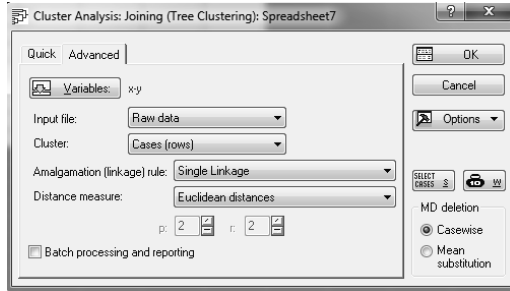 Cluster Analysis: Joining (Tree Clustering): Spreadsheet7
? X
Quick Advanced
Variables: x-y
Input file: Raw data
Cluster: Cases (rows)
Amalgamation (linkage) rule: Single Linkage
Distance measure: Euclidean distances
p: 2 r: 2
Batch processing and reporting
OK
Cancel
Options
SELECT CASES S W
MD deletion
Casewise
Mean
substitution